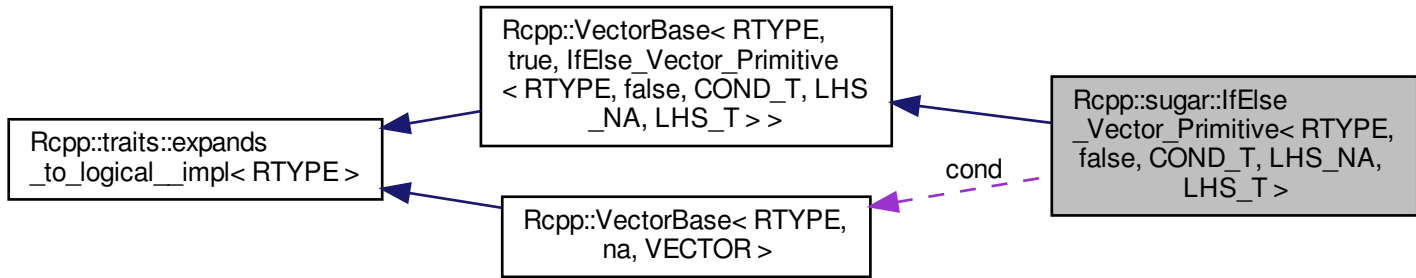 Rcpp::traits::expands
_to_logical__impl< RTYPE >
Rcpp::VectorBase< RTYPE,
true, IfElse_Vector_Primitive
< RTYPE, false, COND_T, LHS
_NA, LHS_T > >
Rcpp::VectorBase< RTYPE,
na, VECTOR >
cond
Rcpp::sugar::IfElse
_Vector_Primitive< RTYPE,
false, COND_T, LHS_NA,
LHS_T >